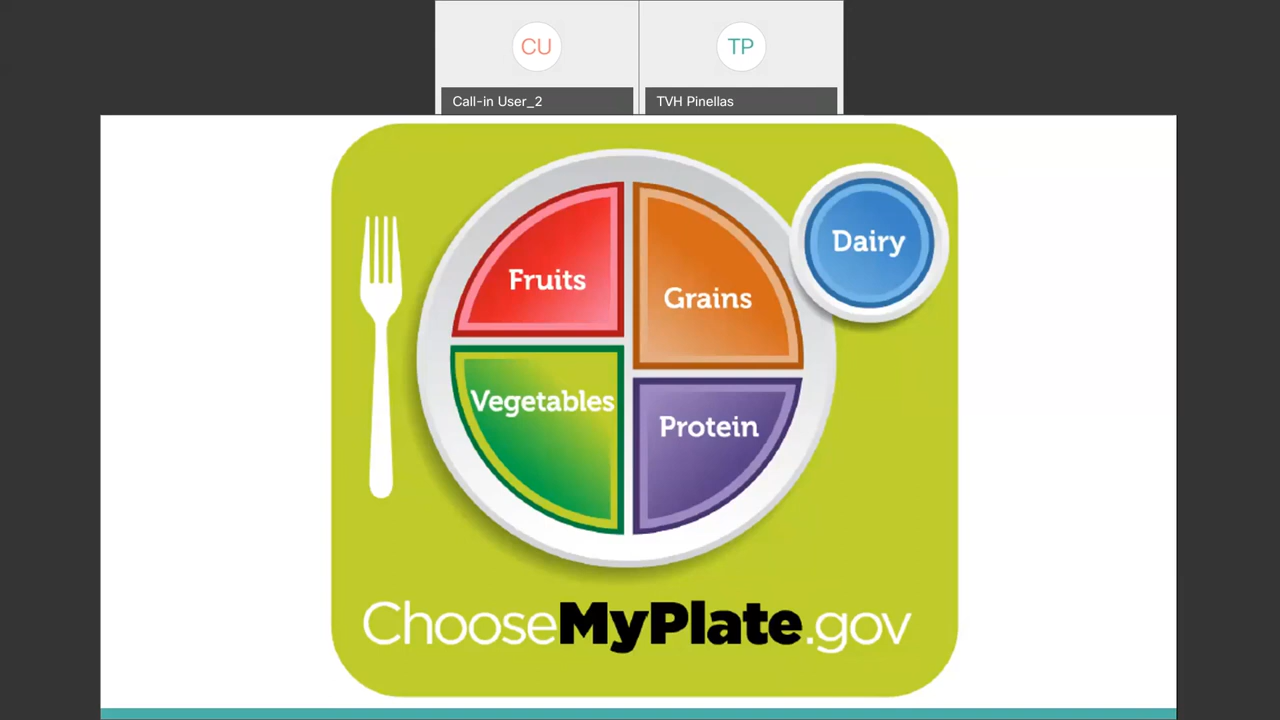 CU
TP
Call-in User_2
TVH Pinellas
Dairy
Fruits
Grains
Vegetables
Protein
ChooseMyPlate.gov